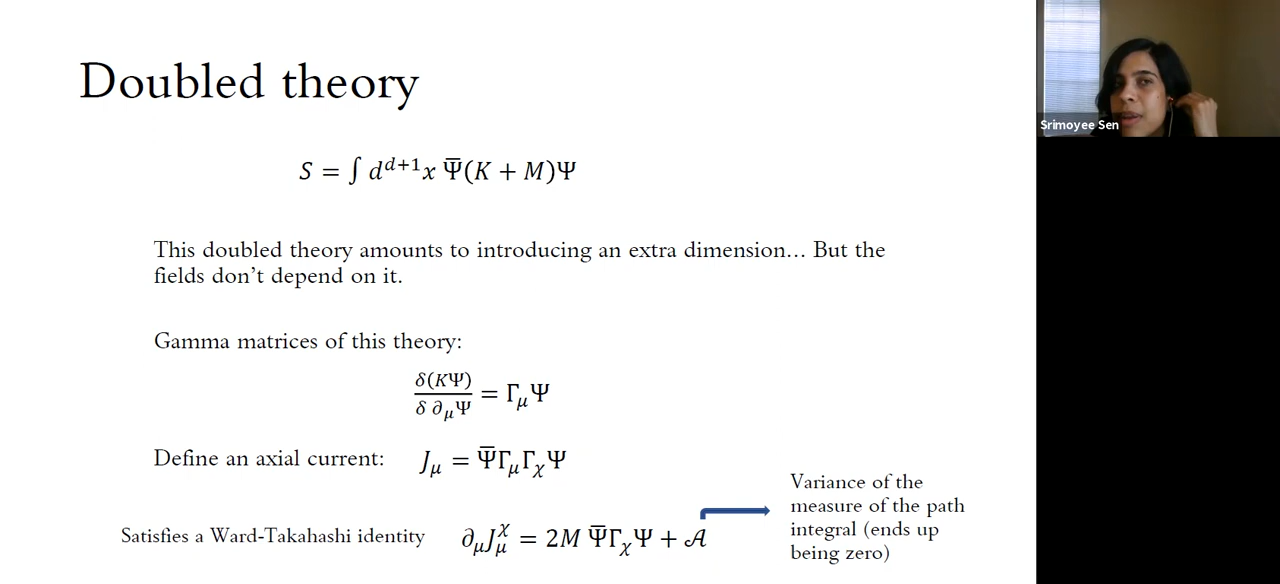 Doubled theory
S = ∫ d^{d+1}x Ψ̅(K + M)Ψ
This doubled theory amounts to introducing an extra dimension… But the
fields don't depend on it.
Gamma matrices of this theory:
δ(KΨ)/δ ∂_μΨ = Γ_μΨ
Define an axial current: J_μ = Ψ̅Γ_μΓ_χΨ
Satisfies a Ward-Takahashi identity ∂_μJ_μ^χ = 2M Ψ̅Γ_χΨ + 𝒜
Variance of the
measure of the path
integral (ends up
being zero)
Srimoyee Sen